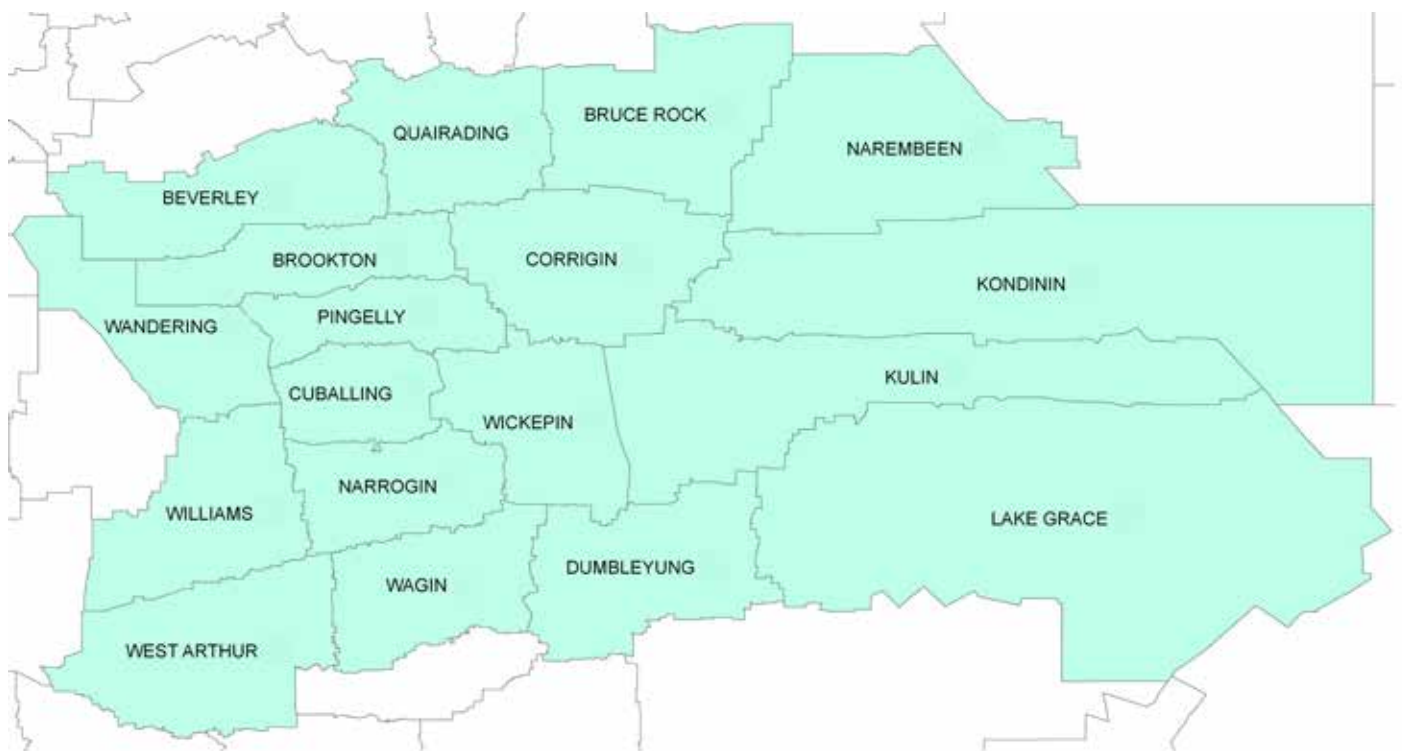 BRUCE ROCK
QUAIRADING
NAREMBEEN
BEVERLEY
BROOKTON
CORRIGIN
KONDININ
PINGELLY
WANDERING
KULIN
CUBALLING
WICKEPIN
NARROGIN
WILLIAMS
LAKE GRACE
DUMBLEYUNG
WAGIN
WEST ARTHUR